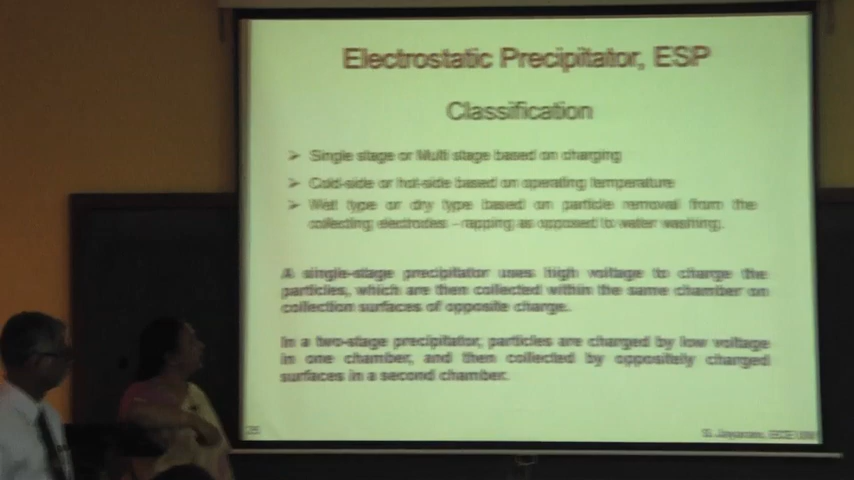 Electrostatic Precipitator, ESP
Classification
➢ Single stage or Multi stage based on charging
➢ Cold-side or hot-side based on operating temperature
➢ Wet type or dry type based on particle removal from the
collecting electrodes - rapping as opposed to water washing.
A single-stage precipitator uses high voltage to charge the
particles, which are then collected within the same chamber on
collection surfaces of opposite charge.
In a two-stage precipitator, particles are charged by low voltage
in one chamber, and then collected by oppositely charged
surfaces in a second chamber.